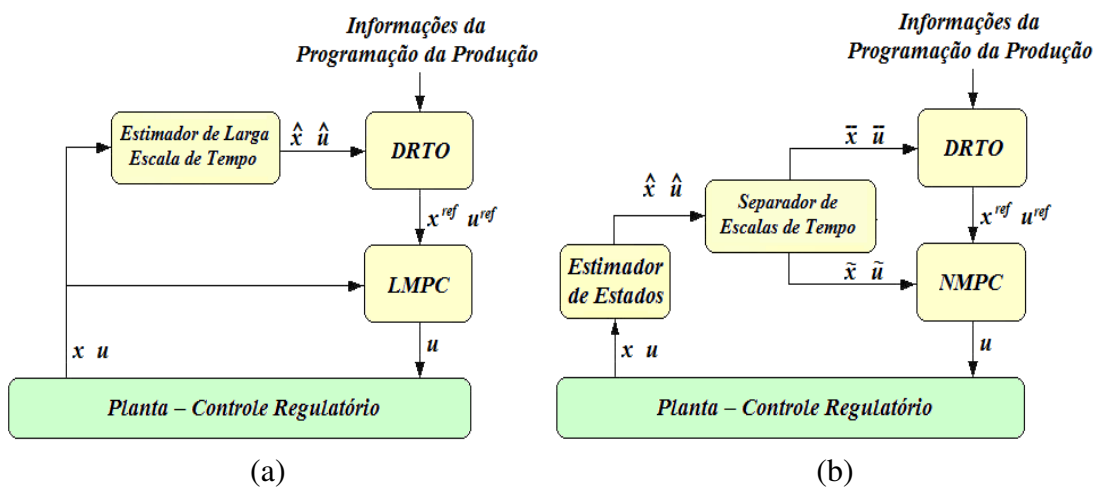 Informações da
Programação da Produção
Estimador de Larga
Escala de Tempo
x̂ û
DRTO
x^ref u^ref
LMPC
x u
u
Planta – Controle Regulatório
(a)
Informações da
Programação da Produção
x̄ ū
DRTO
x̂ û
Separador de
Escalas de Tempo
x^ref u^ref
Estimador
de Estados
x̃ ũ
NMPC
x u
u
Planta – Controle Regulatório
(b)